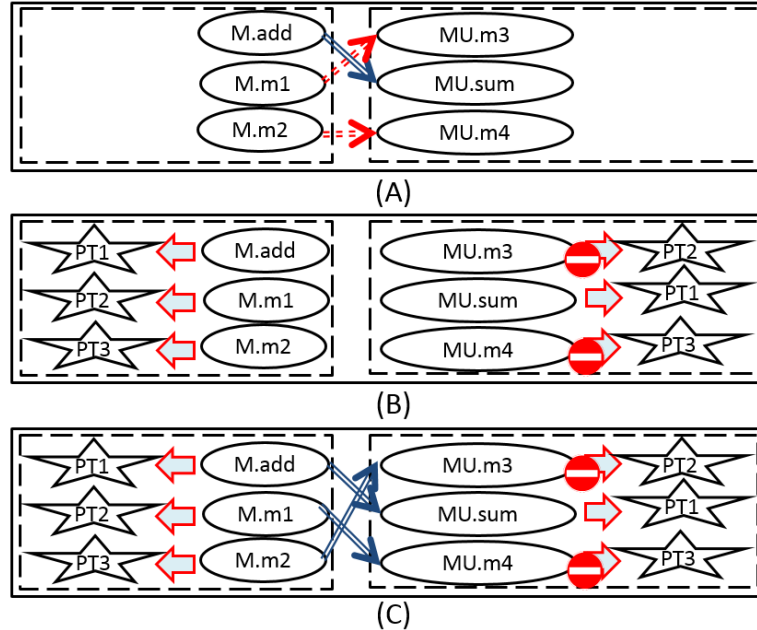 M.add
MU.m3
M.m1
MU.sum
M.m2
MU.m4
(A)
PT1
M.add
MU.m3
PT2
PT2
M.m1
MU.sum
PT1
PT3
M.m2
MU.m4
PT3
(B)
PT1
M.add
MU.m3
PT2
PT2
M.m1
MU.sum
PT1
PT3
M.m2
MU.m4
PT3
(C)